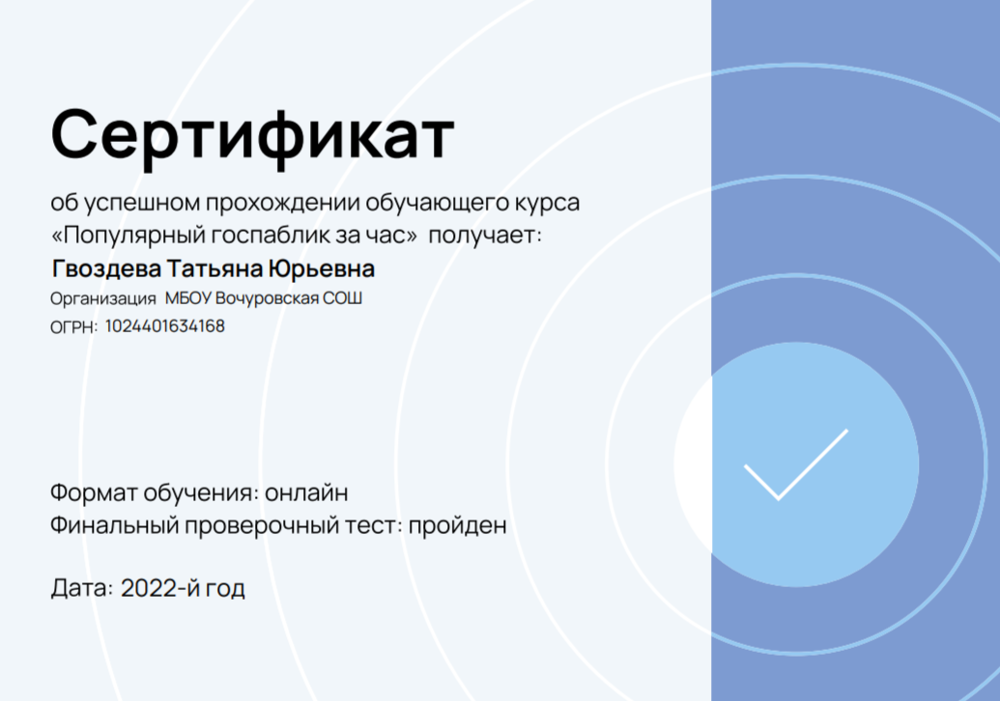 Сертификат
об успешном прохождении обучающего курса
«Популярный госпаблик за час» получает:
Гвоздева Татьяна Юрьевна
Организация МБОУ Вочуровская СОШ
ОГРН: 1024401634168
Формат обучения: онлайн
Финальный проверочный тест: пройден
Дата: 2022-й год